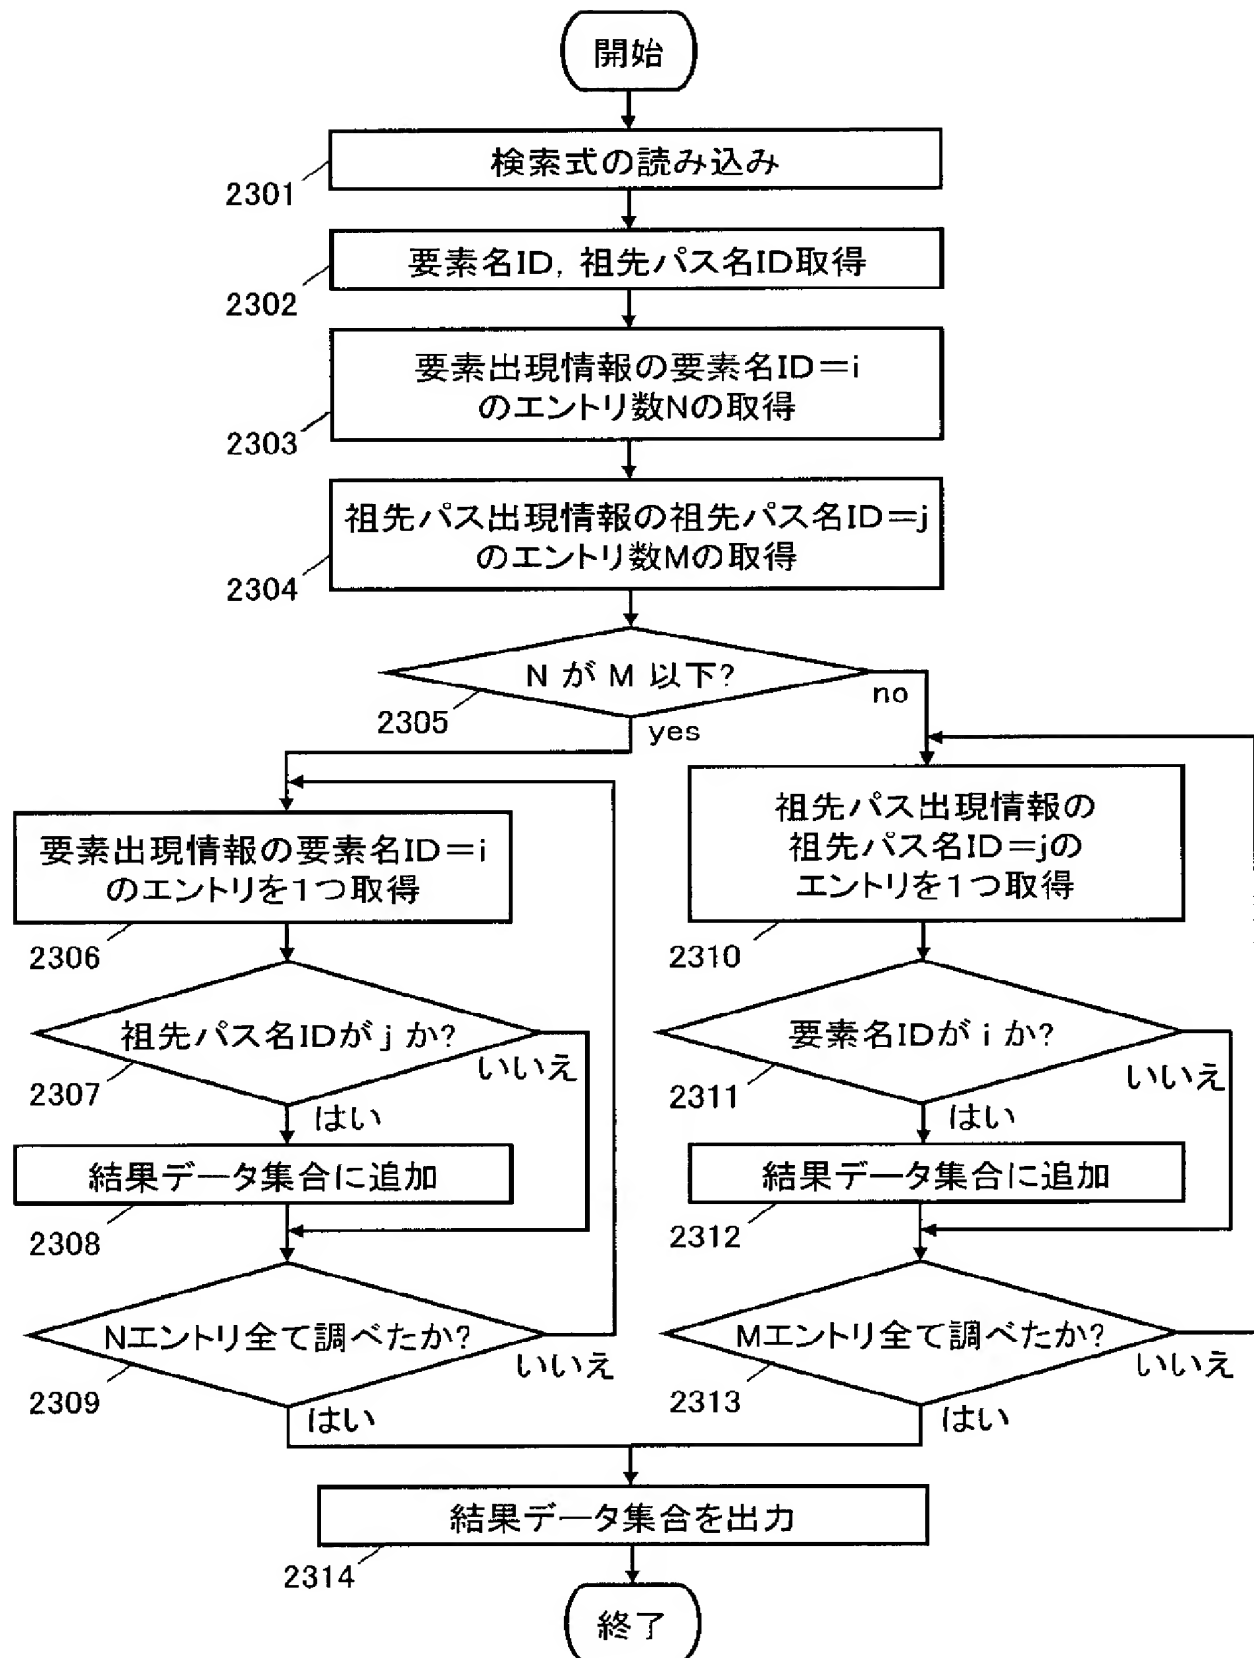 開始
検索式の読み込み
2301
要素名ID, 祖先パス名ID取得
2302
要素出現情報の要素名ID=i
のエントリ数Nの取得
2303
祖先パス出現情報の祖先パス名ID=j
のエントリ数Mの取得
2304
N が M 以下?
2305
no
yes
要素出現情報の要素名ID=i
のエントリを1つ取得
2306
祖先パス名IDが j か?
2307
いいえ
はい
結果データ集合に追加
2308
Nエントリ全て調べたか?
2309
いいえ
はい
祖先パス出現情報の
祖先パス名ID=jの
エントリを1つ取得
2310
要素名IDが i か?
2311
いいえ
はい
結果データ集合に追加
2312
Mエントリ全て調べたか?
2313
いいえ
はい
結果データ集合を出力
2314
終了